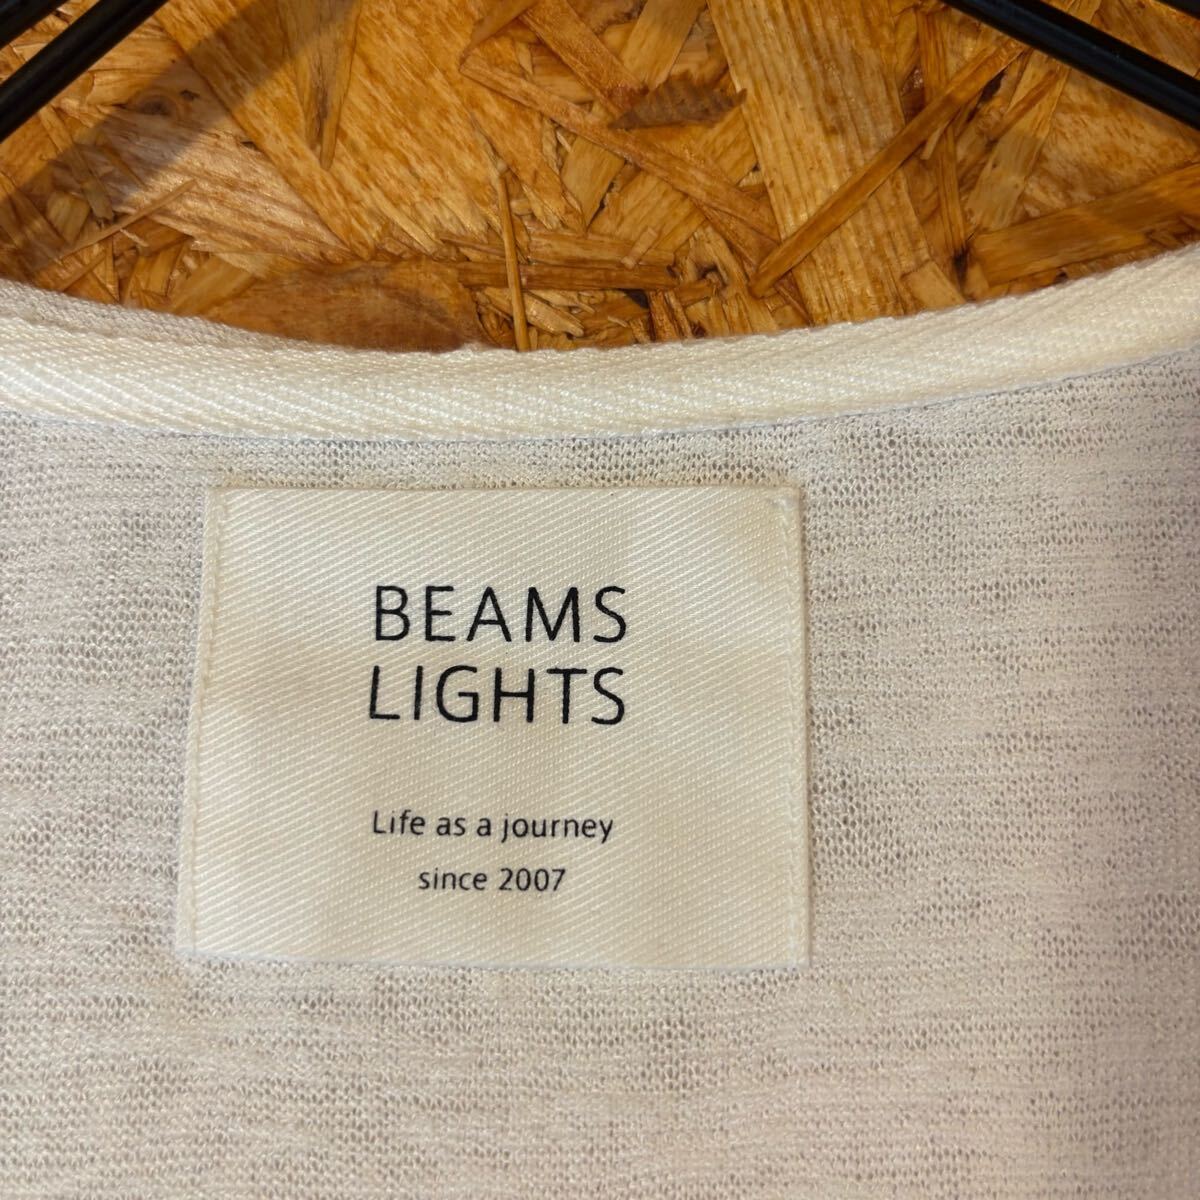 BEAMS
LIGHTS
Life as a journey
since 2007